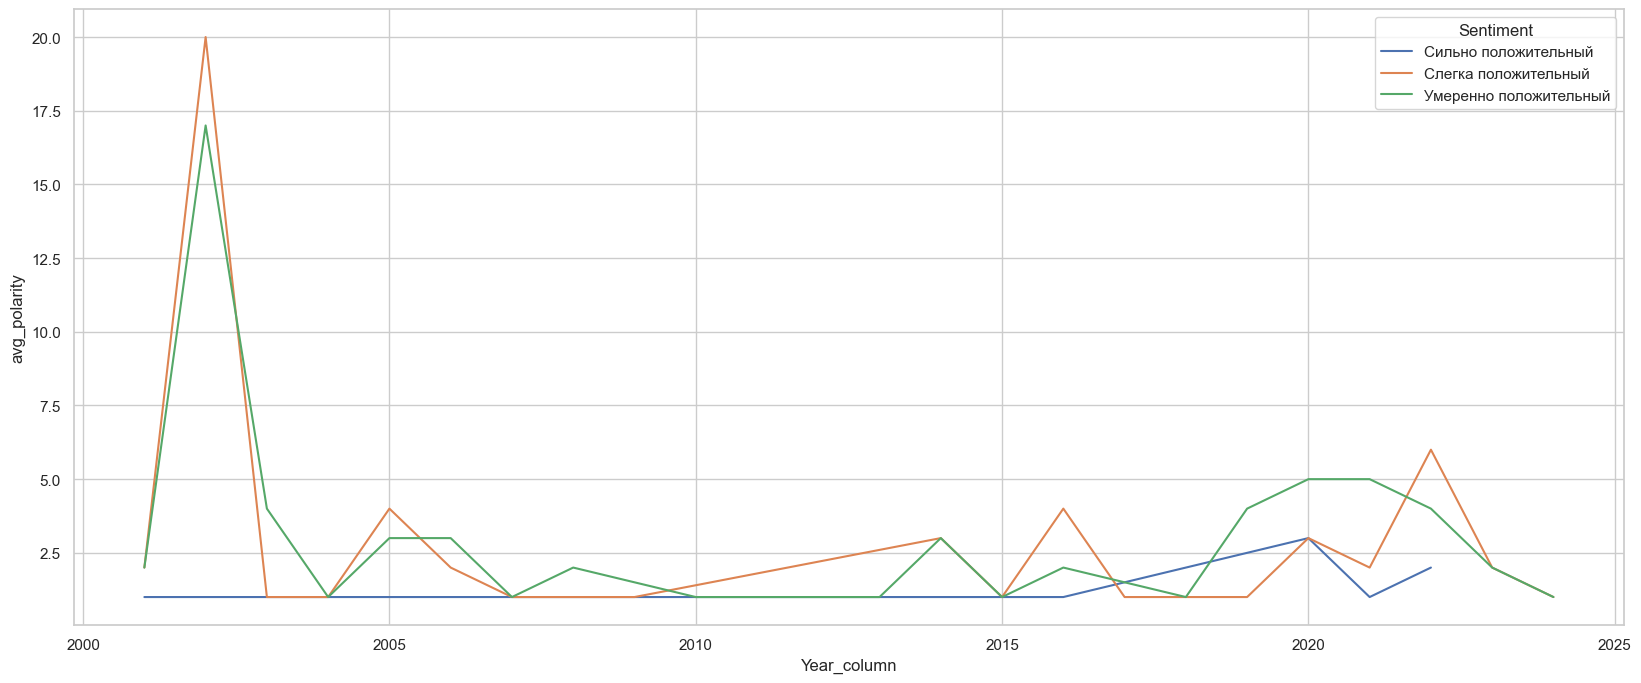 Sentiment
Сильно положительный
Слегка положительный
Умеренно положительный
avg_polarity
20.0
17.5
15.0
12.5
10.0
7.5
5.0
2.5
2000 2005 2010 2015 2020 2025
Year_column